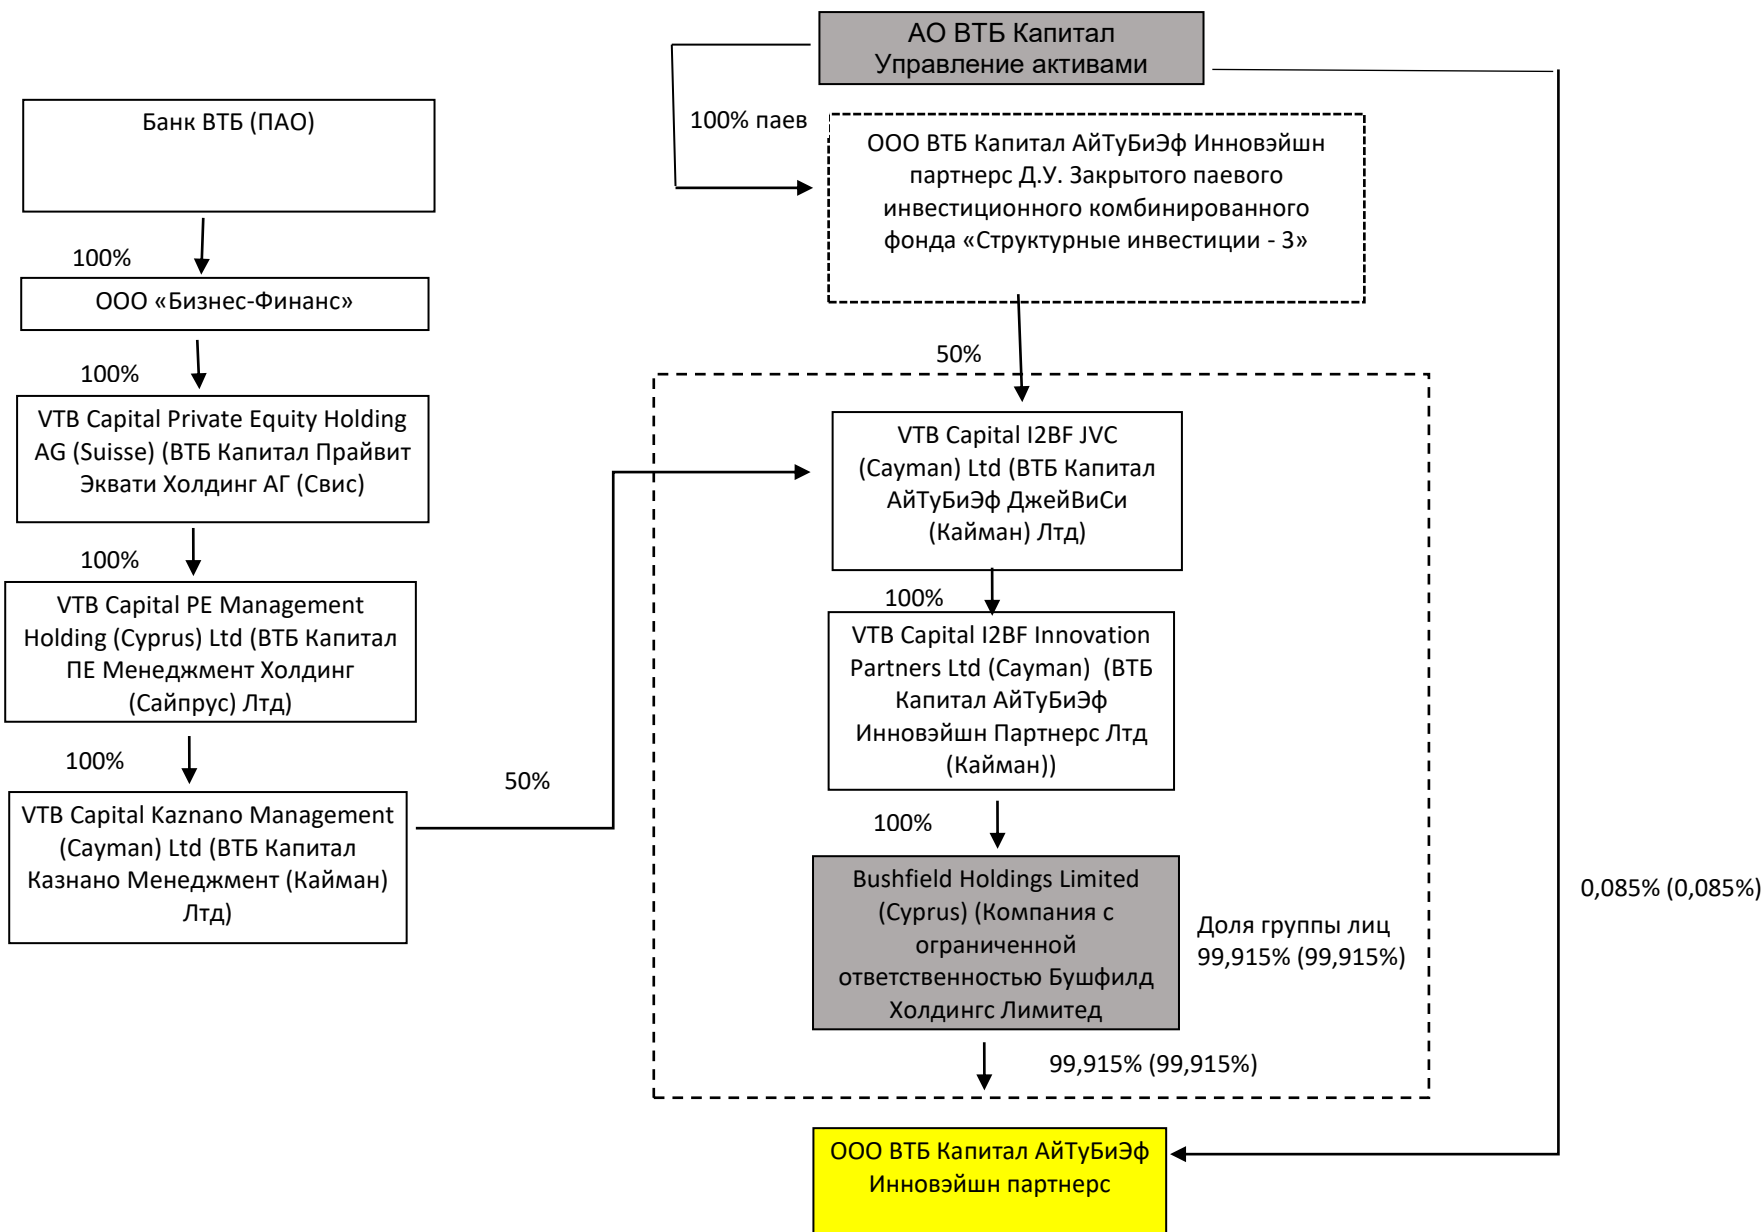 АО ВТБ Капитал
Управление активами
Банк ВТБ (ПАО)
100% паев
ООО ВТБ Капитал АйТуБиЭф Инновэйшн
партнерс Д.У. Закрытого паевого
инвестиционного комбинированного
фонда «Структурные инвестиции - 3»
100%
ООО «Бизнес-Финанс»
50%
100%
VTB Capital Private Equity Holding
AG (Suisse) (ВТБ Капитал Прайвит
Эквати Холдинг АГ (Свис)
VTB Capital I2BF JVC
(Cayman) Ltd (ВТБ Капитал
АйТуБиЭф ДжейВиСи
(Кайман) Лтд)
100%
VTB Capital PE Management
Holding (Cyprus) Ltd (ВТБ Капитал
ПЕ Менеджмент Холдинг
(Сайпрус) Лтд)
100%
VTB Capital I2BF Innovation
Partners Ltd (Cayman)  (ВТБ
Капитал АйТуБиЭф
Инновэйшн Партнерс Лтд
(Кайман))
100%
50%
VTB Capital Kaznano Management
(Cayman) Ltd (ВТБ Капитал
Казнано Менеджмент (Кайман)
Лтд)
100%
Bushfield Holdings Limited
(Cyprus) (Компания с
ограниченной
ответственностью Бушфилд
Холдингс Лимитед
Доля группы лиц
99,915% (99,915%)
0,085% (0,085%)
99,915% (99,915%)
ООО ВТБ Капитал АйТуБиЭф
Инновэйшн партнерс